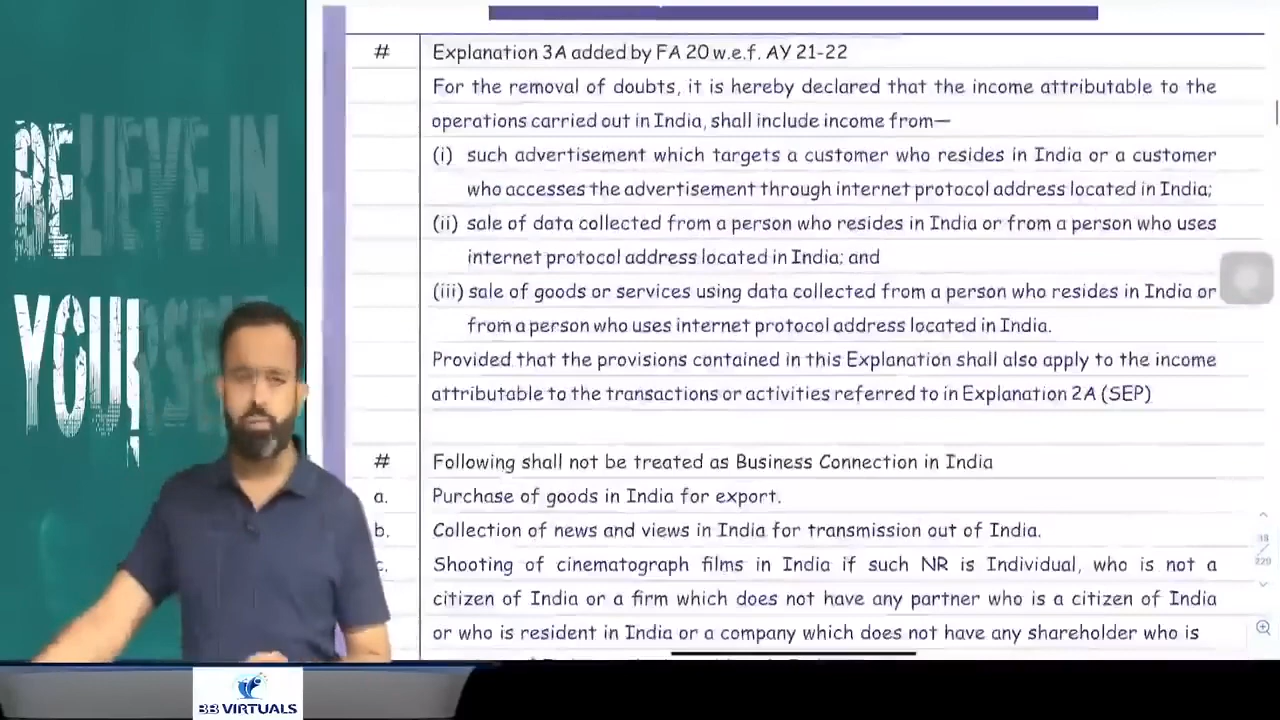 BELIEVE IN
YOURSE
# Explanation 3A added by FA 20 w.e.f. AY 21-22
For the removal of doubts, it is hereby declared that the income attributable to the
operations carried out in India, shall include income from—
(i) such advertisement which targets a customer who resides in India or a customer
who accesses the advertisement through internet protocol address located in India;
(ii) sale of data collected from a person who resides in India or from a person who uses
internet protocol address located in India; and
(iii) sale of goods or services using data collected from a person who resides in India or
from a person who uses internet protocol address located in India.
Provided that the provisions contained in this Explanation shall also apply to the income
attributable to the transactions or activities referred to in Explanation 2A (SEP)
# Following shall not be treated as Business Connection in India
a. Purchase of goods in India for export.
b. Collection of news and views in India for transmission out of India.
c. Shooting of cinematograph films in India if such NR is Individual, who is not a
citizen of India or a firm which does not have any partner who is a citizen of India
or who is resident in India or a company which does not have any shareholder who is
BB VIRTUALS